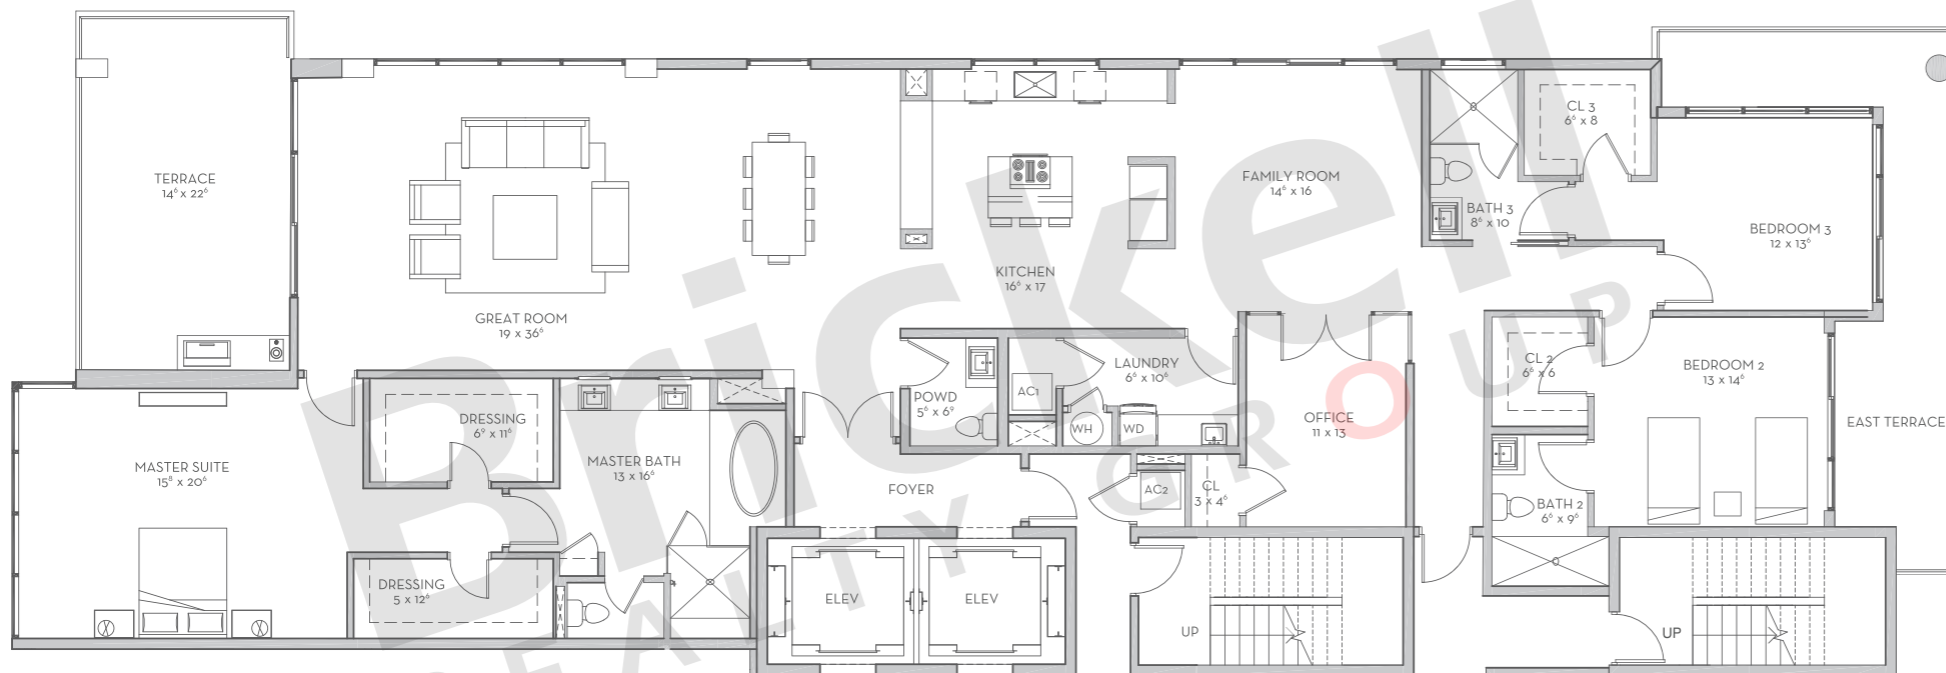 TERRACE
14⁶ x 22⁶
GREAT ROOM
19 x 36⁶
KITCHEN
16⁶ x 17
FAMILY ROOM
14⁶ x 16
CL 3
6⁶ x 8
BATH 3
8⁶ x 10
BEDROOM 3
12 x 13⁶
MASTER SUITE
15⁸ x 20⁶
DRESSING
6⁹ x 11⁶
MASTER BATH
13 x 16⁶
DRESSING
5 x 12⁶
POWD
5⁶ x 6⁹
AC1
LAUNDRY
6⁶ x 10⁶
WH
WD
FOYER
AC2
CL
3 x 4⁶
OFFICE
11 x 13
CL 2
6⁶ x 6
BEDROOM 2
13 x 14⁶
BATH 2
6⁶ x 9⁶
EAST TERRACE
ELEV
ELEV
UP
UP
Brickell
REALTY GROUP